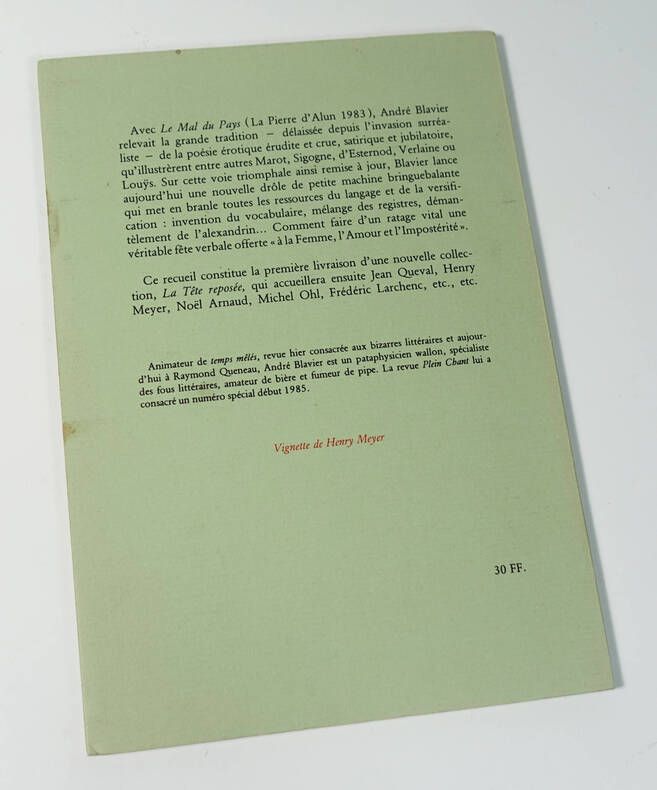 Avec Le Mal du Pays (La Pierre d'Alun 1983), André Blavier
relevait la grande tradition — délaissée depuis l'invasion surréa-
liste — de la poésie érotique érudite et crue, satirique et jubilatoire,
qu'illustrèrent entre autres Marot, Sigogne, d'Esternod, Verlaine ou
Louÿs. Sur cette voie triomphale ainsi remise à jour, Blavier lance
aujourd'hui une nouvelle drôle de petite machine bringuebalante
qui met en branle toutes les ressources du langage et de la versifi-
cation : invention du vocabulaire, mélange des registres, déman-
tèlement de l'alexandrin... Comment faire d'un ratage vital une
véritable fête verbale offerte « à la Femme, l'Amour et l'Impostérité ».
Ce recueil constitue la première livraison d'une nouvelle collec-
tion, La Tête reposée, qui accueillera ensuite Jean Queval, Henry
Meyer, Noël Arnaud, Michel Ohl, Frédéric Larchenc, etc., etc.
Animateur de temps mêlés, revue hier consacrée aux bizarres littéraires et aujour-
d'hui à Raymond Queneau, André Blavier est un pataphysicien wallon, spécialiste
des fous littéraires, amateur de bière et fumeur de pipe. La revue Plein Chant lui a
consacré un numéro spécial début 1985.
Vignette de Henry Meyer
30 FF.